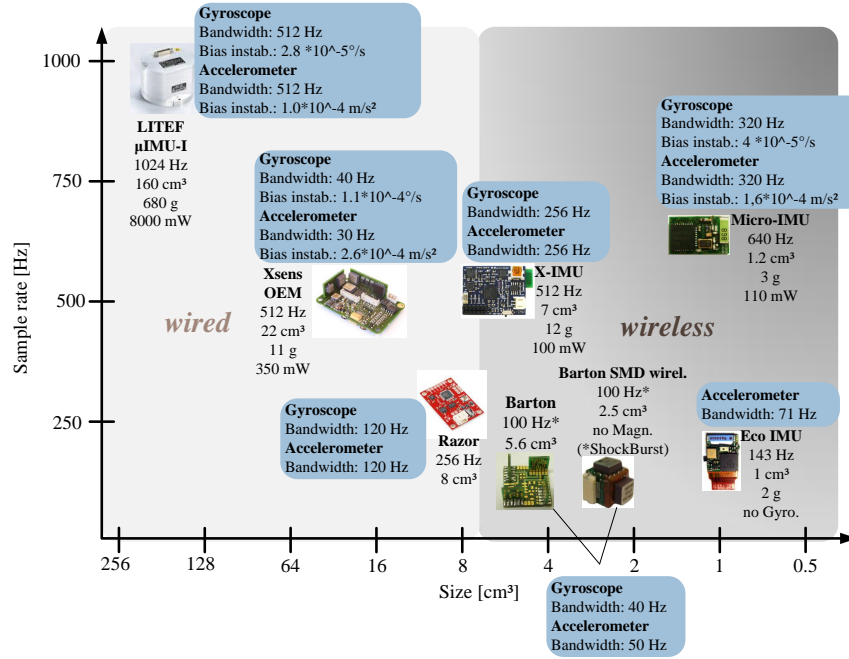 Gyroscope
Bandwidth: 512 Hz
Bias instab.: 2.8 *10^-5°/s
Accelerometer
Bandwidth: 512 Hz
Bias instab.: 1.0*10^-4 m/s²
LITEF
µIMU-I
1024 Hz
160 cm³
680 g
8000 mW
Gyroscope
Bandwidth: 40 Hz
Bias instab.: 1.1*10^-4°/s
Accelerometer
Bandwidth: 30 Hz
Bias instab.: 2.6*10^-4 m/s²
Xsens
OEM
512 Hz
22 cm³
11 g
350 mW
Gyroscope
Bandwidth: 256 Hz
Accelerometer
Bandwidth: 256 Hz
X-IMU
512 Hz
7 cm³
12 g
100 mW
Gyroscope
Bandwidth: 320 Hz
Bias instab.: 4 *10^-5°/s
Accelerometer
Bandwidth: 320 Hz
Bias instab.: 1,6*10^-4 m/s²
868
Micro-IMU
640 Hz
1.2 cm³
3 g
110 mW
wired
wireless
Gyroscope
Bandwidth: 120 Hz
Accelerometer
Bandwidth: 120 Hz
Razor
256 Hz
8 cm³
Barton
100 Hz*
5.6 cm³
Barton SMD wirel.
100 Hz*
2.5 cm³
no Magn.
(*ShockBurst)
Accelerometer
Bandwidth: 71 Hz
Eco IMU
143 Hz
1 cm³
2 g
no Gyro.
Gyroscope
Bandwidth: 40 Hz
Accelerometer
Bandwidth: 50 Hz
Sample rate [Hz]
1000
750
500
250
256 128 64 32 16 8 4 2 1 0.5
Size [cm³]